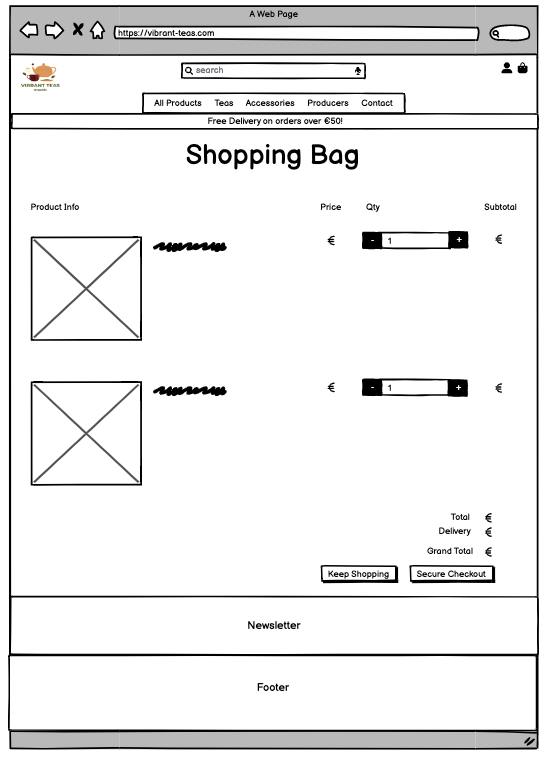 A Web Page
https://vibrant-teas.com
search
VIBRANT TEAS
organic
All Products Teas Accessories Producers Contact
Free Delivery on orders over €50!
Shopping Bag
Product Info Price Qty Subtotal
€ - 1 + €
€ - 1 + €
Total €
Delivery €
Grand Total €
Keep Shopping Secure Checkout
Newsletter
Footer